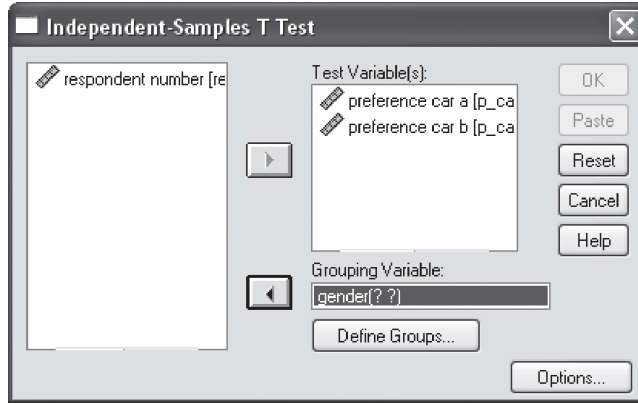 Independent-Samples T Test
respondent number [re
Test Variable(s):
preference car a [p_ca
preference car b [p_ca
Grouping Variable:
gender(? ?)
Define Groups...
OK
Paste
Reset
Cancel
Help
Options...